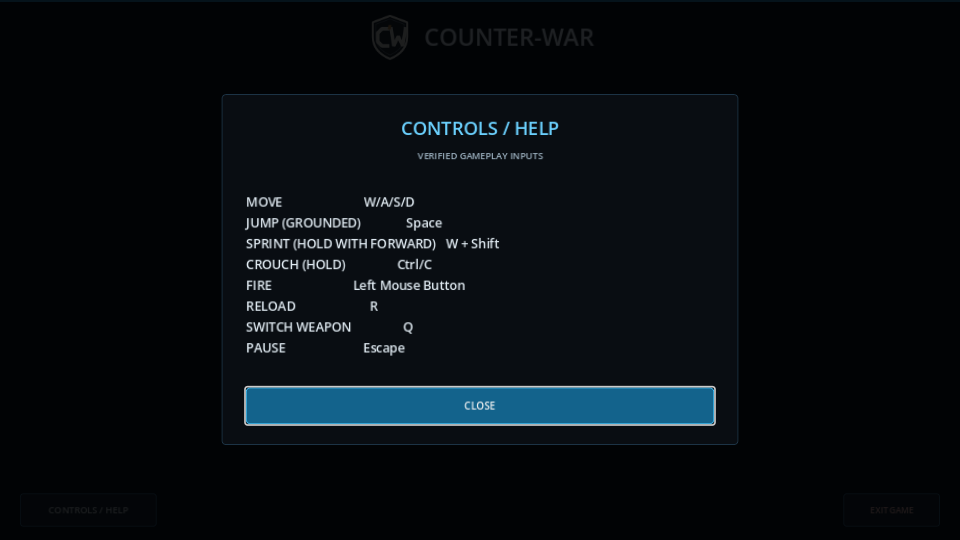 CW COUNTER-WAR
CONTROLS / HELP
VERIFIED GAMEPLAY INPUTS
MOVE W/A/S/D
JUMP (GROUNDED) Space
SPRINT (HOLD WITH FORWARD) W + Shift
CROUCH (HOLD) Ctrl/C
FIRE Left Mouse Button
RELOAD R
SWITCH WEAPON Q
PAUSE Escape
CLOSE
CONTROLS / HELP
EXIT GAME